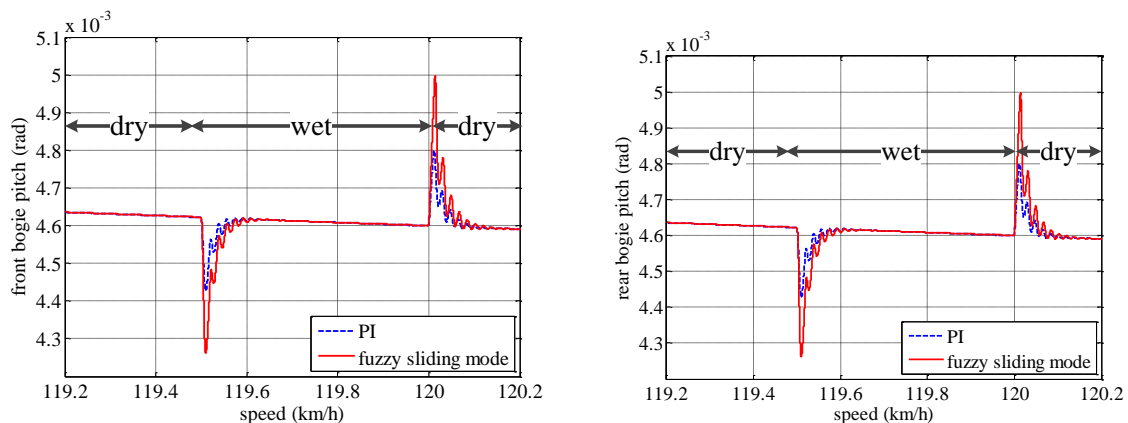 x 10⁻³
5.1
5
4.9
4.8
4.7
4.6
4.5
4.4
4.3
front bogie pitch (rad)
dry wet dry
PI
fuzzy sliding mode
119.2 119.4 119.6 119.8 120 120.2
speed (km/h)
x 10⁻³
5.1
5
4.9
4.8
4.7
4.6
4.5
4.4
4.3
rear bogie pitch (rad)
dry wet dry
PI
fuzzy sliding mode
119.2 119.4 119.6 119.8 120 120.2
speed (km/h)